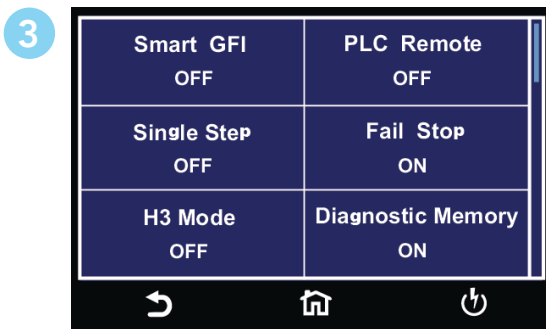 3
Smart GFI
OFF
PLC Remote
OFF
Single Step
OFF
Fail Stop
ON
H3 Mode
OFF
Diagnostic Memory
ON